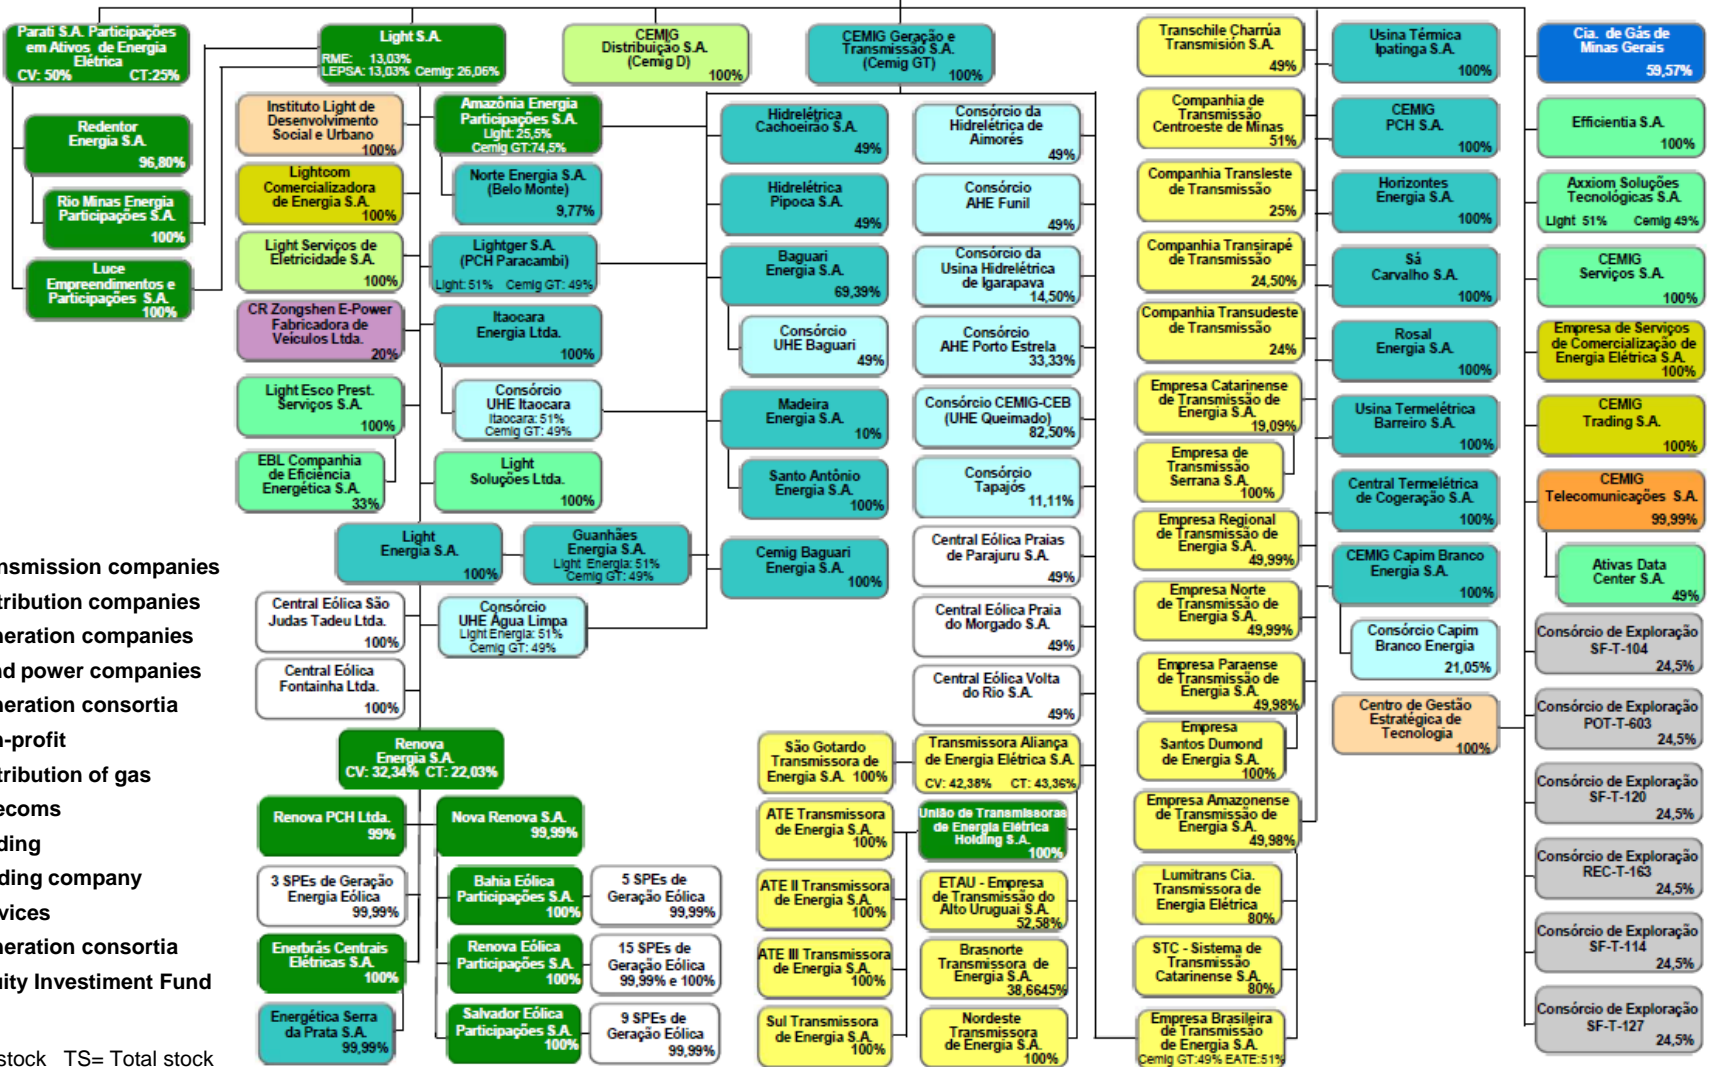 Parati S.A. Participações
em Ativos de Energia
Elétrica
CV: 50% CT:25%
Redentor
Energia S.A.
96,80%
Rio Minas Energia
Participações S.A.
100%
Luce
Empreendimentos e
Participações S.A.
100%
Light S.A.
RME: 13,03%
LEPSA: 13,03% Cemig: 26,06%
Instituto Light de
Desenvolvimento
Social e Urbano
100%
Lightcom
Comercializadora
de Energia S.A.
100%
Light Serviços de
Eletricidade S.A.
100%
CR Zongshen E-Power
Fabricadora de
Veículos Ltda.
20%
Light Esco Prest.
Serviços S.A.
100%
EBL Companhia
de Eficiência
Energética S.A.
33%
Amazônia Energia
Participações S.A.
Light: 25,5%
Cemig GT:74,5%
Norte Energia S.A.
(Belo Monte)
9,77%
Lightger S.A.
(PCH Paracambi)
Light: 51% Cemig GT: 49%
Itaocara
Energia Ltda.
100%
Consórcio
UHE Itaocara
Itaocara: 51%
Cemig GT: 49%
Light
Soluções Ltda.
100%
Light
Energia S.A.
100%
Guanhães
Energia S.A.
Light Energia: 51%
Cemig GT: 49%
Central Eólica São
Judas Tadeu Ltda.
100%
Consórcio
UHE Água Limpa
Light Energia: 51%
Cemig GT: 49%
Central Eólica
Fontainha Ltda.
100%
Renova
Energia S.A.
CV: 32,34% CT: 22,03%
Renova PCH Ltda.
99%
Nova Renova S.A.
99,99%
3 SPEs de Geração
Energia Eólica
99,99%
Bahia Eólica
Participações S.A.
100%
5 SPEs de
Geração Eólica
99,99%
Enerbrás Centrais
Elétricas S.A.
100%
Renova Eólica
Participações S.A.
100%
15 SPEs de
Geração Eólica
99,99% e 100%
Energética Serra
da Prata S.A.
99,99%
Salvador Eólica
Participações S.A.
100%
9 SPEs de
Geração Eólica
99,99%
CEMIG
Distribuição S.A.
(Cemig D)
100%
CEMIG Geração e
Transmissão S.A.
(Cemig GT)
100%
Hidrelétrica
Cachoeirão S.A.
49%
Hidrelétrica
Pipoca S.A.
49%
Baguari
Energia S.A.
69,39%
Consórcio
UHE Baguari
49%
Madeira
Energia S.A.
10%
Santo Antônio
Energia S.A.
100%
Cemig Baguari
Energia S.A.
100%
Consórcio da
Hidrelétrica de
Aimorés
49%
Consórcio
AHE Funil
49%
Consórcio da
Usina Hidrelétrica
de Igarapava
14,50%
Consórcio
AHE Porto Estrela
33,33%
Consórcio CEMIG-CEB
(UHE Queimado)
82,50%
Consórcio
Tapajós
11,11%
Central Eólica Praias
de Parajuru S.A.
49%
Central Eólica Praia
do Morgado S.A.
49%
Central Eólica Volta
do Rio S.A.
49%
São Gotardo
Transmissora de
Energia S.A. 100%
Transmissora Aliança
de Energia Elétrica S.A.
CV: 42,38% CT: 43,36%
ATE Transmissora
de Energia S.A.
100%
União de Transmissoras
de Energia Elétrica
Holding S.A.
100%
ATE II Transmissora
de Energia S.A.
100%
ETAU - Empresa
de Transmissão do
Alto Uruguai S.A.
52,58%
ATE III Transmissora
de Energia S.A.
100%
Brasnorte
Transmissora de
Energia S.A.
38,6645%
Sul Transmissora
de Energia S.A.
100%
Nordeste
Transmissora
de Energia S.A.
100%
Transchile Charrúa
Transmisión S.A.
49%
Companhia de
Transmissão
Centroeste de Minas
51%
Companhia Transleste
de Transmissão
25%
Companhia Transirapé
de Transmissão
24,50%
Companhia Transudeste
de Transmissão
24%
Empresa Catarinense
de Transmissão de
Energia S.A.
19,09%
Empresa de
Transmissão
Serrana S.A.
100%
Empresa Regional
de Transmissão de
Energia S.A.
49,99%
Empresa Norte
de Transmissão de
Energia S.A.
49,99%
Empresa Paraense
de Transmissão de
Energia S.A.
49,98%
Empresa
Santos Dumond
de Energia S.A.
100%
Empresa Amazonense
de Transmissão de
Energia S.A.
49,98%
Lumitrans Cia.
Transmissora de
Energia Elétrica
80%
STC - Sistema de
Transmissão
Catarinense S.A.
80%
Empresa Brasileira
de Transmissão
de Energia S.A.
Cemig GT:49% EATE:51%
Usina Térmica
Ipatinga S.A.
100%
CEMIG
PCH S.A.
100%
Horizontes
Energia S.A.
100%
Sá
Carvalho S.A.
100%
Rosal
Energia S.A.
100%
Usina Termelétrica
Barreiro S.A.
100%
Central Termelétrica
de Cogeração S.A.
100%
CEMIG Capim Branco
Energia S.A.
100%
Consórcio Capim
Branco Energia
21,05%
Centro de Gestão
Estratégica de
Tecnologia
100%
Cia. de Gás de
Minas Gerais
59,57%
Efficientia S.A.
100%
Axxiom Soluções
Tecnológicas S.A.
Light 51% Cemig 49%
CEMIG
Serviços S.A.
100%
Empresa de Serviços
de Comercialização de
Energia Elétrica S.A.
100%
CEMIG
Trading S.A.
100%
CEMIG
Telecomunicações S.A.
99,99%
Ativas Data
Center S.A.
49%
Consórcio de Exploração
SF-T-104
24,5%
Consórcio de Exploração
POT-T-603
24,5%
Consórcio de Exploração
SF-T-120
24,5%
Consórcio de Exploração
REC-T-163
24,5%
Consórcio de Exploração
SF-T-114
24,5%
Consórcio de Exploração
SF-T-127
24,5%
nsmission companies
tribution companies
neration companies
nd power companies
neration consortia
n-profit
tribution of gas
ecoms
ding
ding company
vices
neration consortia
uity Investiment Fund
stock TS= Total stock